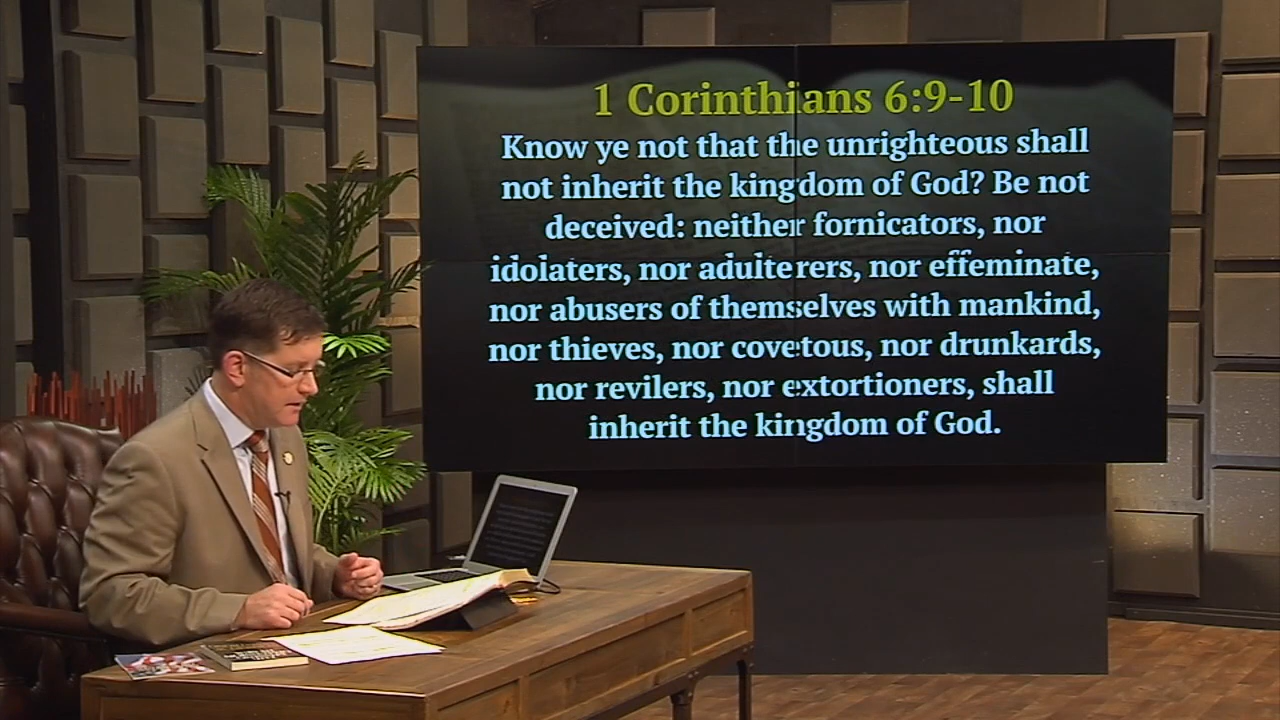 1 Corinthians 6:9-10
Know ye not that the unrighteous shall
not inherit the kingdom of God? Be not
deceived: neither fornicators, nor
idolaters, nor adulterers, nor effeminate,
nor abusers of themselves with mankind,
nor thieves, nor covetous, nor drunkards,
nor revilers, nor extortioners, shall
inherit the kingdom of God.